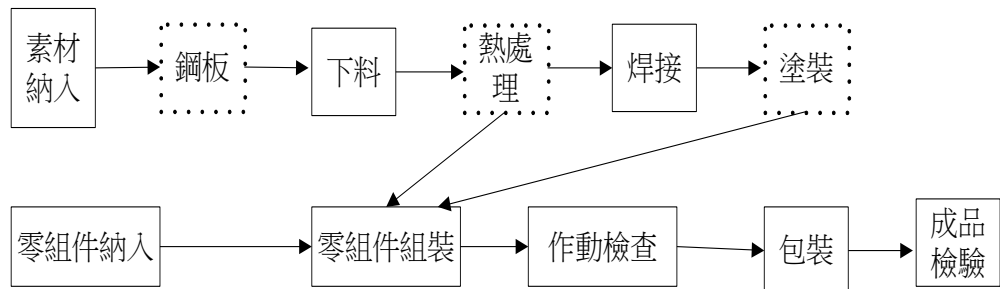 素材
納入
鋼板
下料
熱處
理
焊接
塗裝
零組件納入
零組件組裝
作動檢查
包裝
成品
檢驗